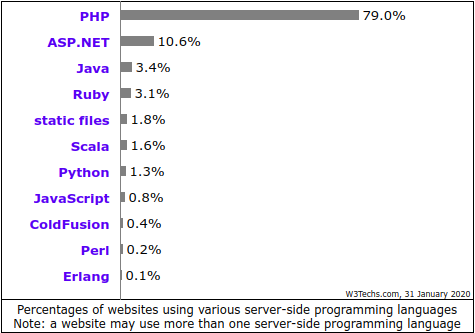 PHP 79.0%
ASP.NET 10.6%
Java 3.4%
Ruby 3.1%
static files 1.8%
Scala 1.6%
Python 1.3%
JavaScript 0.8%
ColdFusion 0.4%
Perl 0.2%
Erlang 0.1%
W3Techs.com, 31 January 2020
Percentages of websites using various server-side programming languages
Note: a website may use more than one server-side programming language